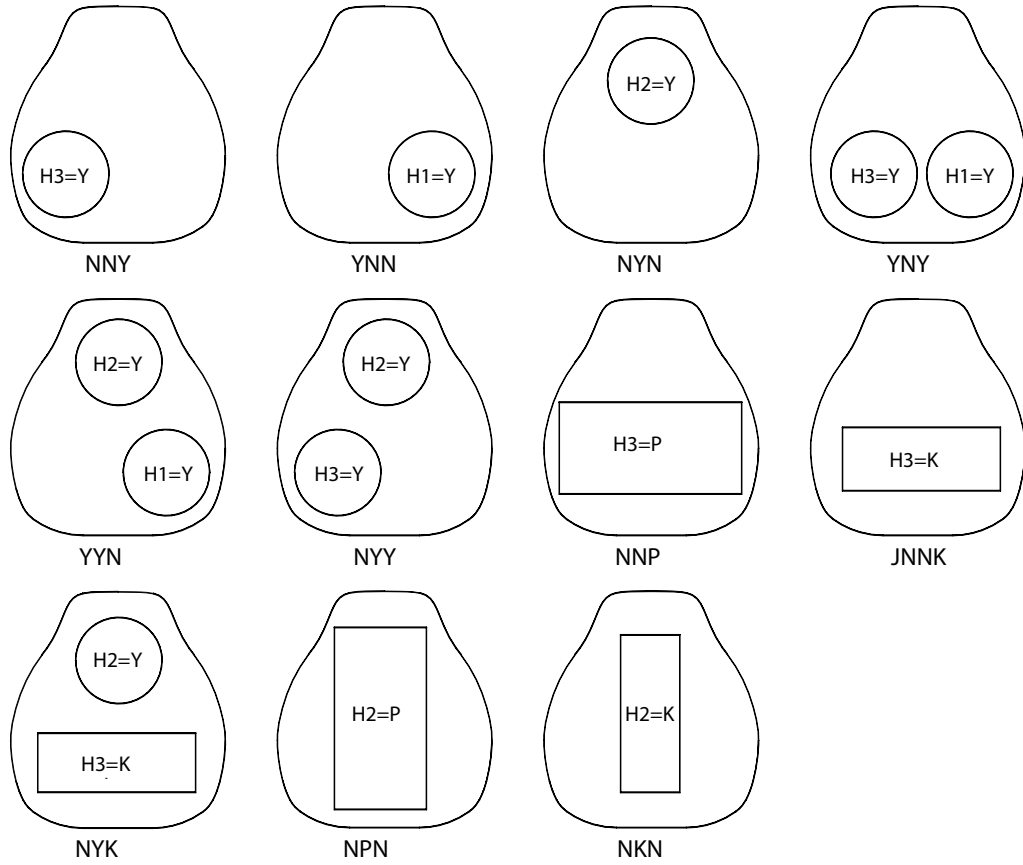 H3=Y
H1=Y
H2=Y
H3=Y H1=Y
NNY YNN NYN YNY
H2=Y
H1=Y
H2=Y
H3=Y
H3=P
H3=K
YYN NYY NNP JNNK
H2=Y
H3=K
H2=P
H2=K
NYK NPN NKN